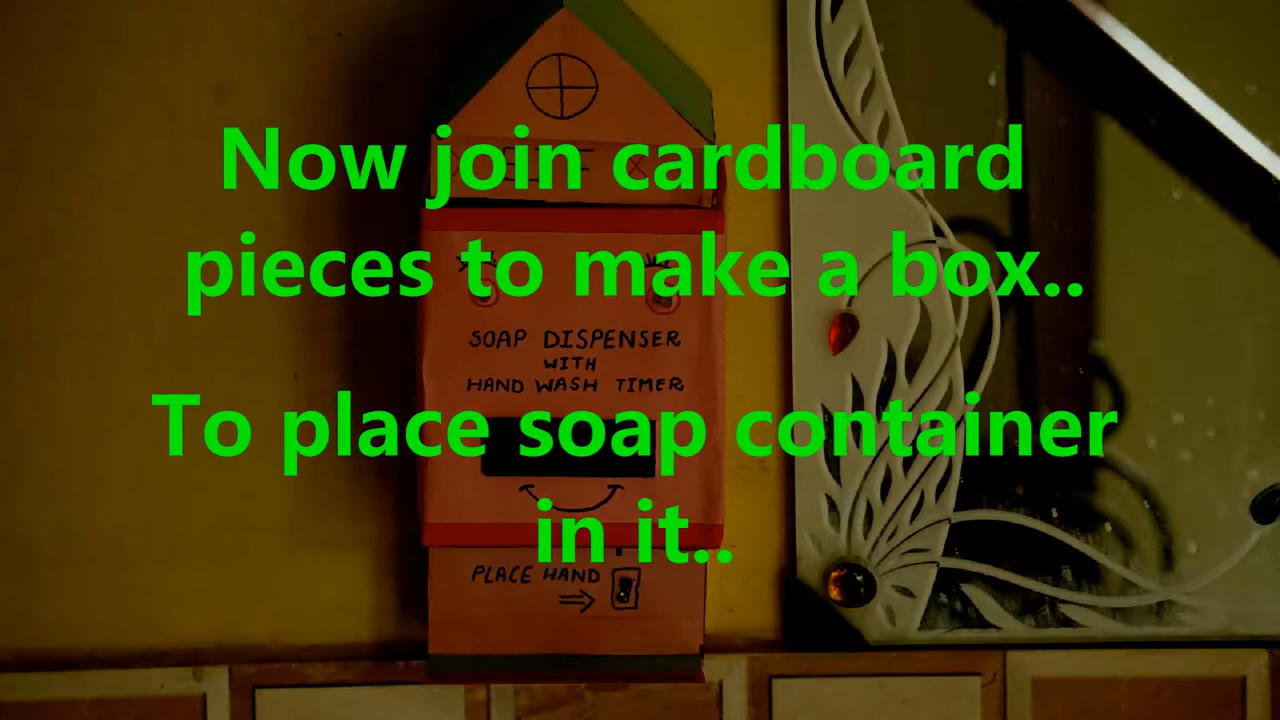 Now join cardboard
pieces to make a box..
SOAP DISPENSER
WITH
HAND WASH TIMER
To place soap container
in it..
PLACE HAND